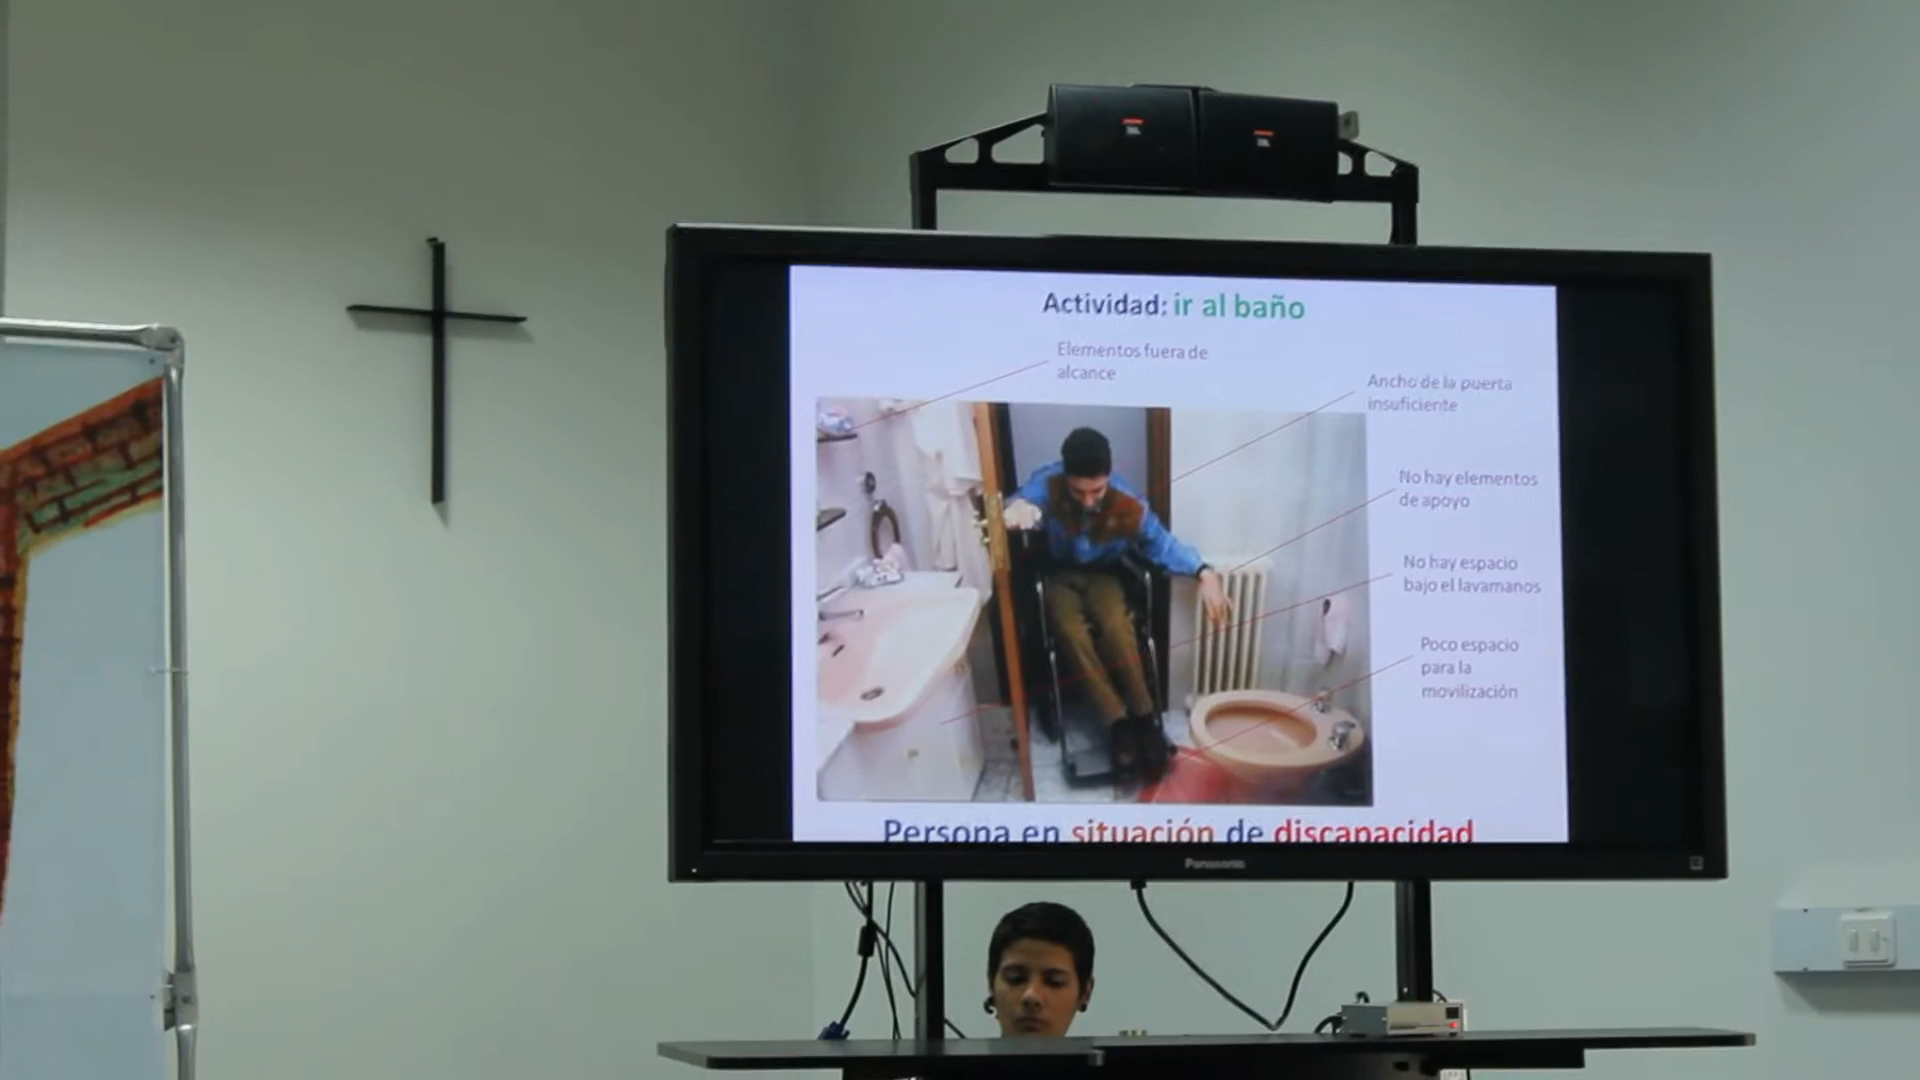 Actividad: ir al baño
Elementos fuera de
alcance
Ancho de la puerta
insuficiente
No hay elementos
de apoyo
No hay espacio
bajo el lavamanos
Poco espacio
para la
movilización
Persona en situación de discapacidad
Panasonic